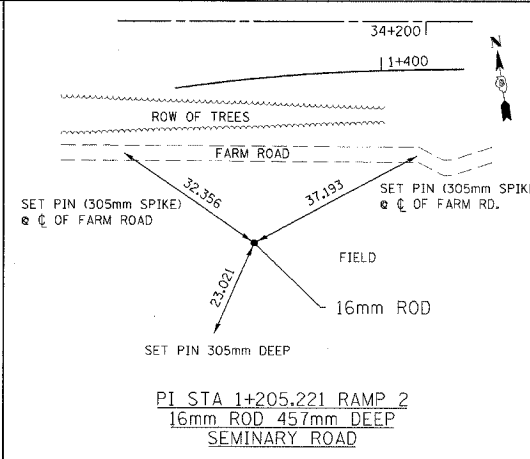 34+200
N
1+400
ROW OF TREES
FARM ROAD
32.356
37.193
SET PIN (305mm SPIKE)
@ ℄ OF FARM ROAD
SET PIN (305mm SPIK
@ ℄ OF FARM RD.
FIELD
23.021
16mm ROD
SET PIN 305mm DEEP
PI STA 1+205.221 RAMP 2
16mm ROD 457mm DEEP
SEMINARY ROAD